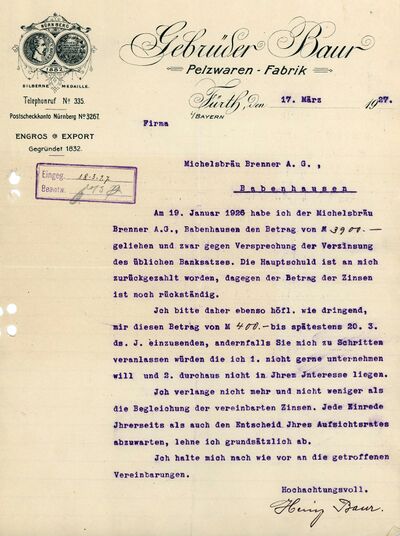 NÜRNBERG
1882
SILBERNE MEDAILLE.
Gebrüder Baur
Pelzwaren - Fabrik
Telephonruf Nº 335.
Postscheckkonto Nürnberg Nº 3267.
ENGROS & EXPORT
Gegründet 1832.
Fürth, den 17. März 1927.
i/BAYERN
Firma
Michelsbräu Brenner A. G. ,
Babenhausen
Eingeg. 18.3.27
Beantw.
Am 19. Januar 1926 habe ich der Michelsbräu
Brenner A.G., Babenhausen den Betrag von M 3900.-
geliehen und zwar gegen Versprechung der Verzinsung
des üblichen Banksatzes. Die Hauptschuld ist an mich
zurückgezahlt worden, dagegen der Betrag der Zinsen
ist noch rückständig.
Ich bitte daher ebenso höfl. wie dringend,
mir diesen Betrag von M 400.- bis spätestens 20. 3.
ds. J. einzusenden, andernfalls Sie mich zu Schritten
veranlassen würden die ich 1. nicht gerne unternehmen
will und 2. durchaus nicht in Jhrem Jnteresse liegen.
Jch verlange nicht mehr und nicht weniger als
die Begleichung der vereinbarten Zinsen. Jede Einrede
Jhrerseits als auch den Entscheid Jhres Aufsichtsrates
abzuwarten, lehne ich grundsätzlich ab.
Jch halte mich nach wie vor an die getroffenen
Vereinbarungen.
Hochachtungsvoll.
Heinz Baur.